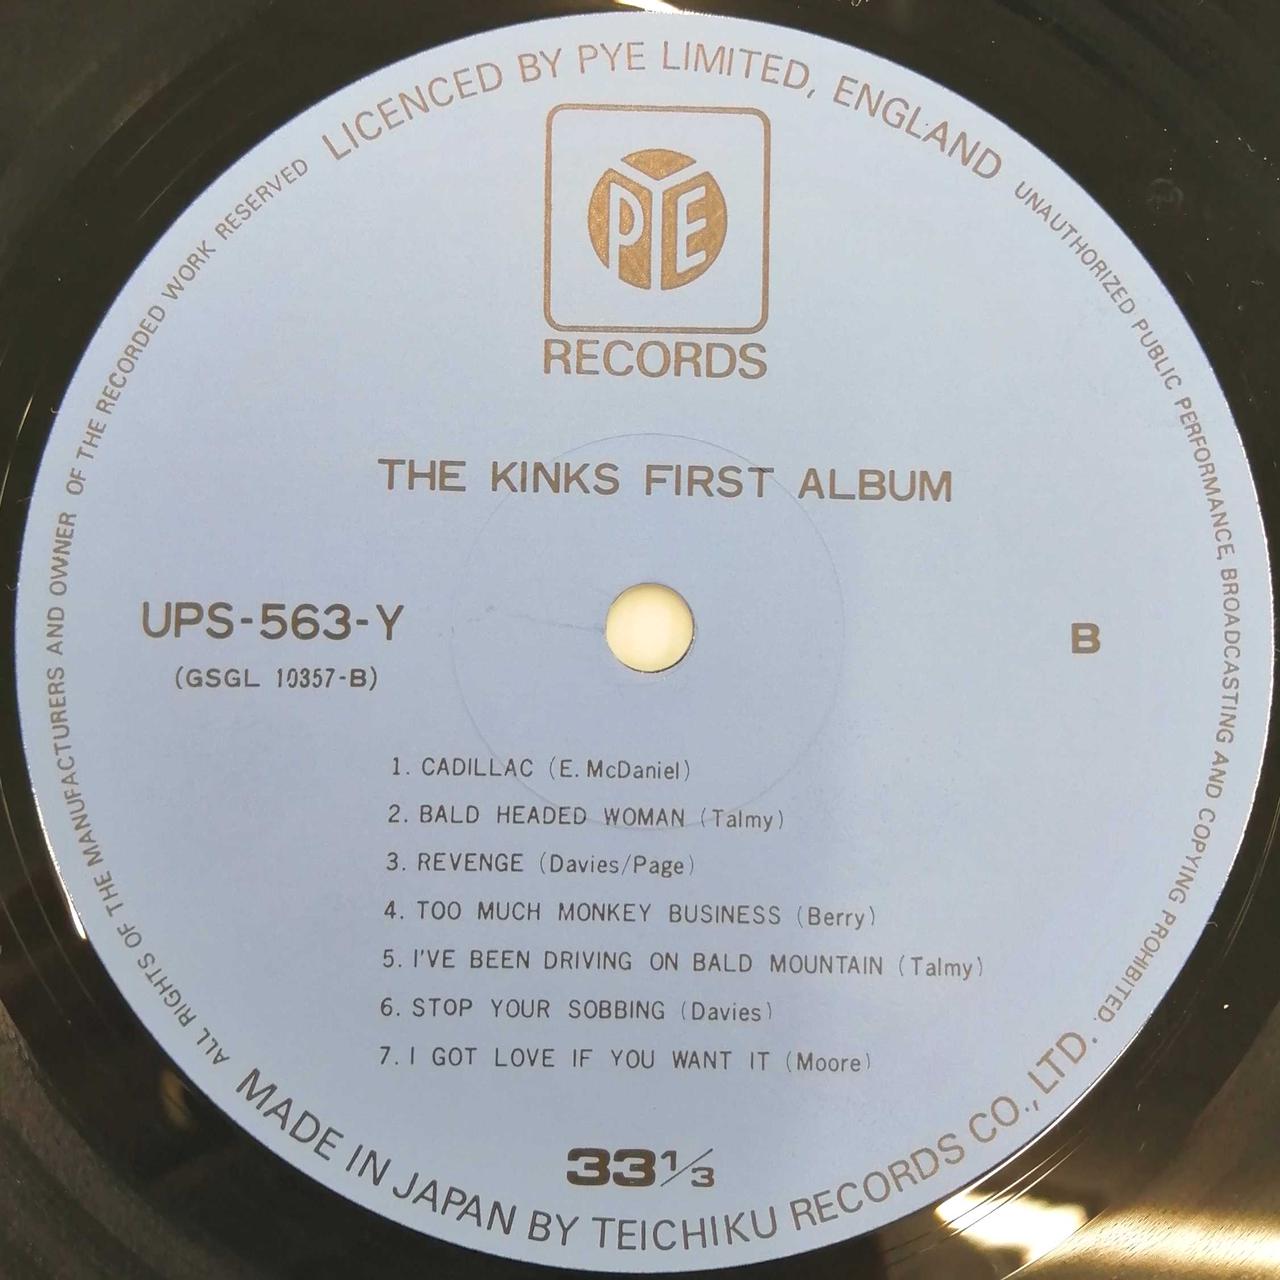 LICENCED BY PYE LIMITED, ENGLAND
UNAUTHORIZED PUBLIC PERFORMANCE, BROADCASTING AND COPYING PROHIBITED.
PYE
RECORDS
THE KINKS FIRST ALBUM
UPS-563-Y
(GSGL 10357-B)
B
1. CADILLAC (E. McDaniel)
2. BALD HEADED WOMAN (Talmy)
3. REVENGE (Davies/Page)
4. TOO MUCH MONKEY BUSINESS (Berry)
5. I'VE BEEN DRIVING ON BALD MOUNTAIN (Talmy)
6. STOP YOUR SOBBING (Davies)
7. I GOT LOVE IF YOU WANT IT (Moore)
33 1/3
MADE IN JAPAN BY TEICHIKU RECORDS CO., LTD.
ALL RIGHTS OF THE MANUFACTURERS AND OWNER OF THE RECORDED WORK RESERVED